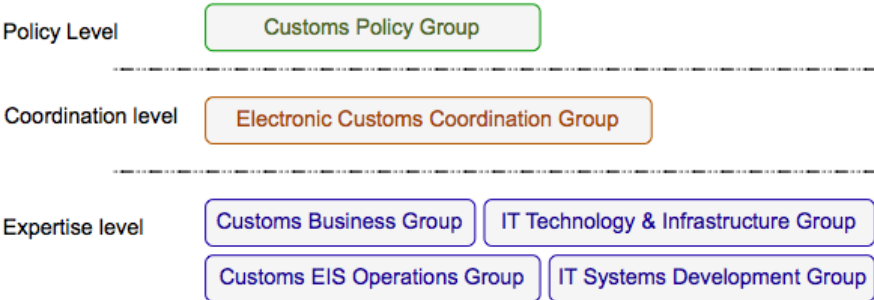 Policy Level
Customs Policy Group
Coordination level
Electronic Customs Coordination Group
Expertise level
Customs Business Group
IT Technology & Infrastructure Group
Customs EIS Operations Group
IT Systems Development Group